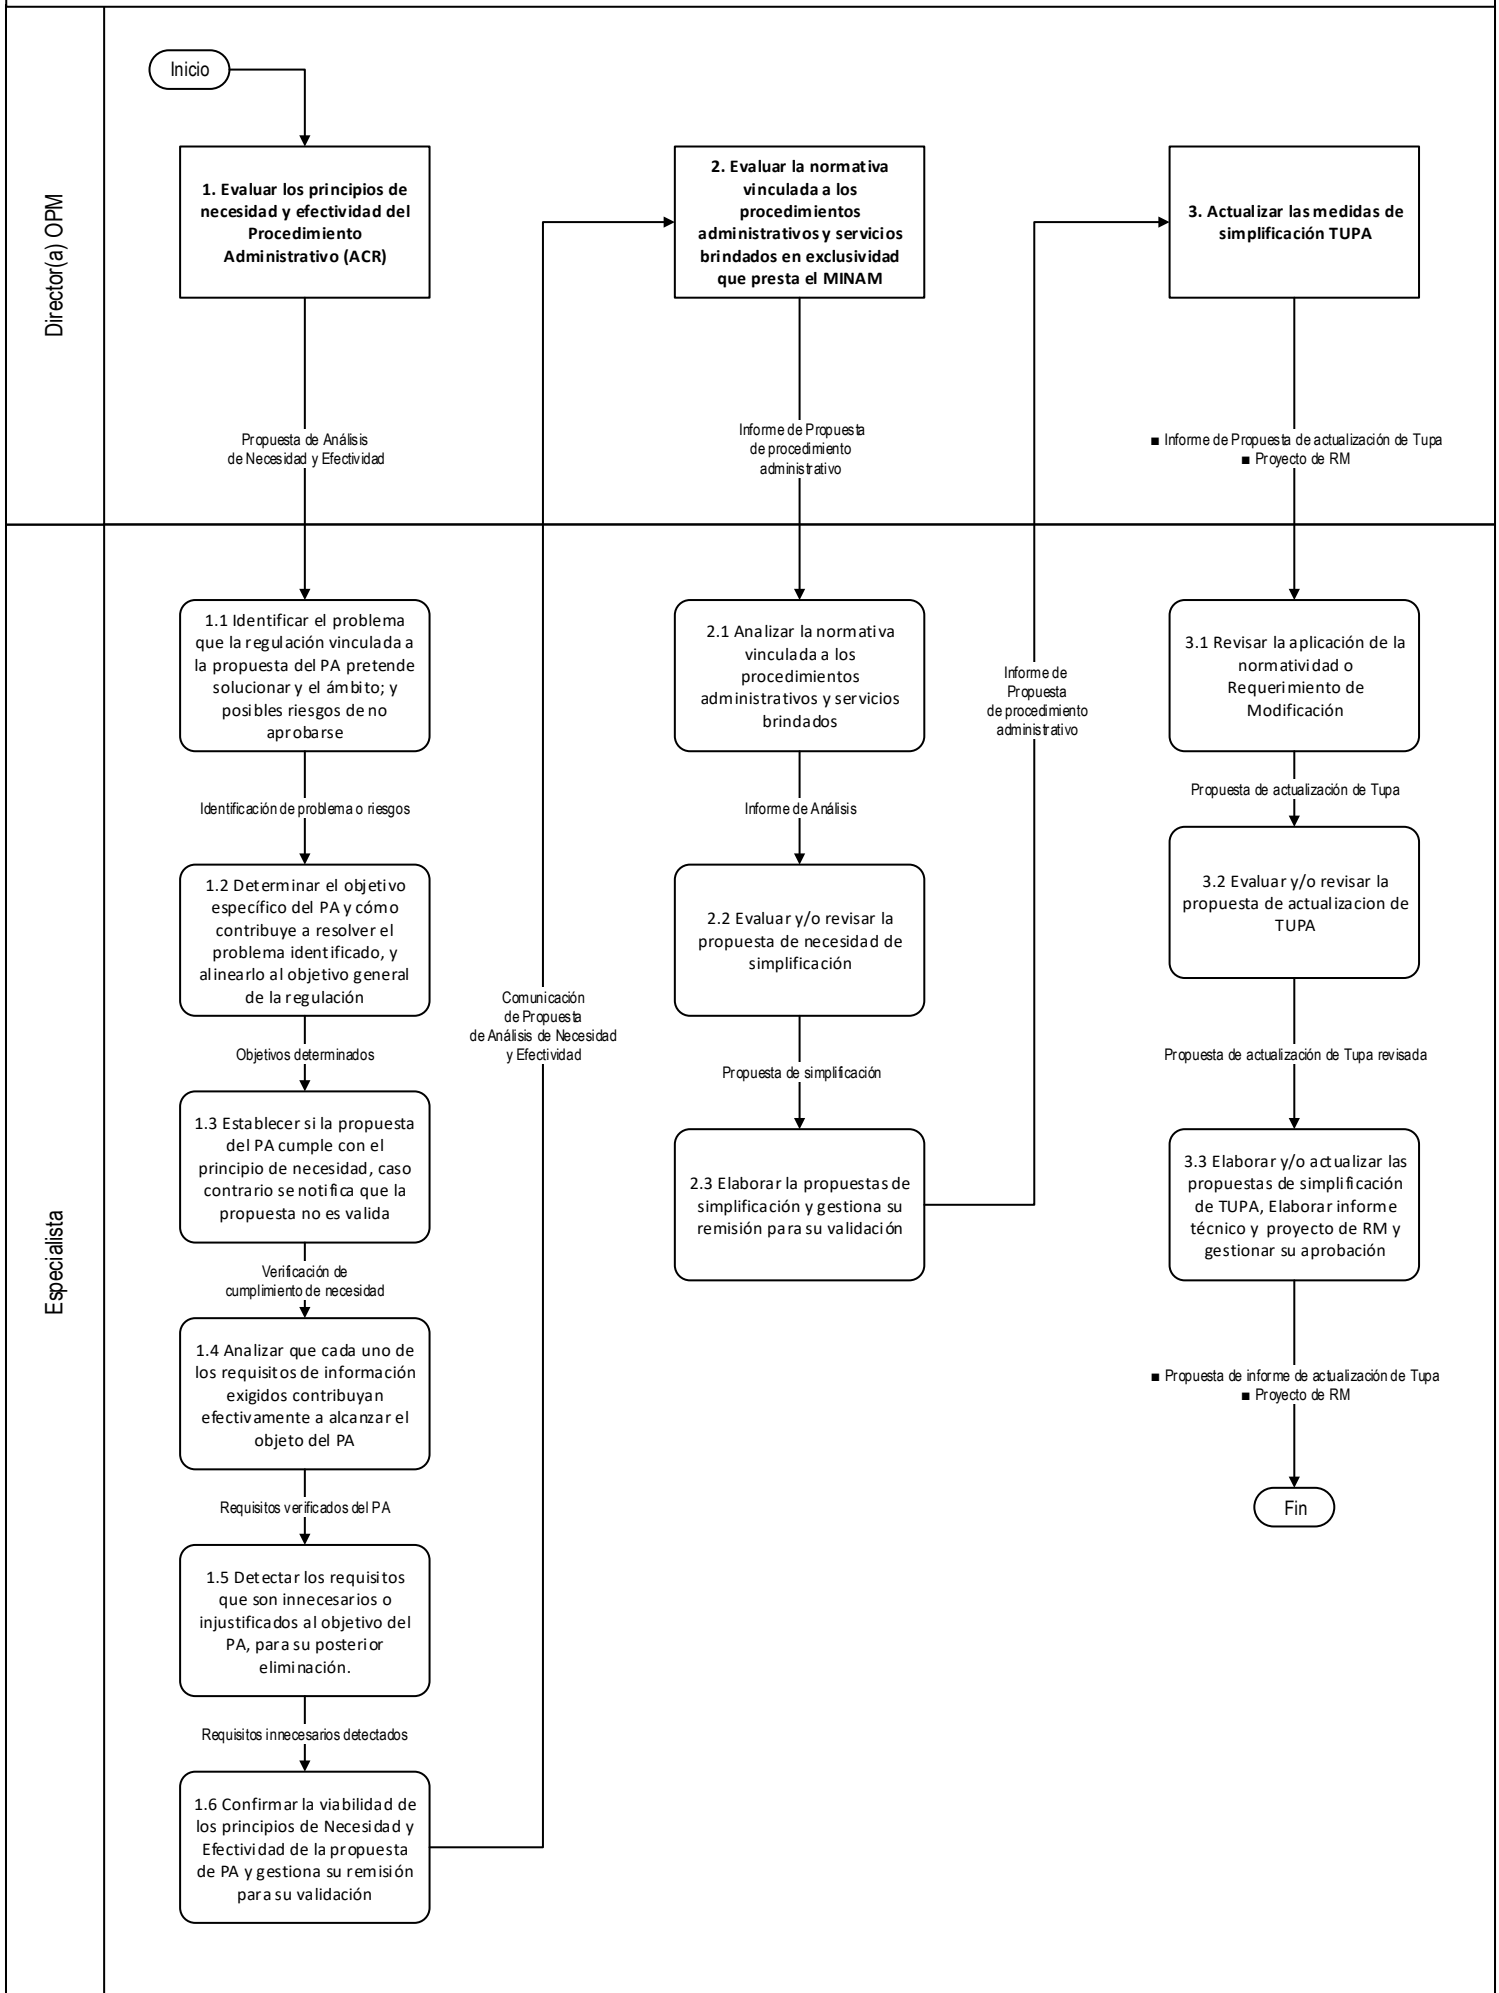 Director(a) OPM
Inicio
1. Evaluar los principios de
necesidad y efectividad del
Procedimiento
Administrativo (ACR)
2. Evaluar la normativa
vinculada a los
procedimientos
administrativos y servicios
brindados en exclusividad
que presta el MINAM
3. Actualizar las medidas de
simplificación TUPA
Propuesta de Análisis
de Necesidad y Efectividad
Informe de Propuesta
de procedimiento
administrativo
■ Informe de Propuesta de actualización de Tupa
■ Proyecto de RM
Especialista
1.1 Identificar el problema
que la regulación vinculada a
la propuesta del PA pretende
solucionar y el ámbito; y
posibles riesgos de no
aprobarse
Identificación de problema o riesgos
1.2 Determinar el objetivo
específico del PA y cómo
contribuye a resolver el
problema identificado, y
alinearlo al objetivo general
de la regulación
Objetivos determinados
1.3 Establecer si la propuesta
del PA cumple con el
principio de necesidad, caso
contrario se notifica que la
propuesta no es valida
Verificación de
cumplimiento de necesidad
1.4 Analizar que cada uno de
los requisitos de información
exigidos contribuyan
efectivamente a alcanzar el
objeto del PA
Requisitos verificados del PA
1.5 Detectar los requisitos
que son innecesarios o
injustificados al objetivo del
PA, para su posterior
eliminación.
Requisitos innecesarios detectados
1.6 Confirmar la viabilidad de
los principios de Necesidad y
Efectividad de la propuesta
de PA y gestiona su remisión
para su validación
Comunicación
de Propuesta
de Análisis de Necesidad
y Efectividad
2.1 Analizar la normativa
vinculada a los
procedimientos
administrativos y servicios
brindados
Informe de Análisis
2.2 Evaluar y/o revisar la
propuesta de necesidad de
simplificación
Propuesta de simplificación
2.3 Elaborar la propuestas de
simplificación y gestiona su
remisión para su validación
Informe de
Propuesta
de procedimiento
administrativo
3.1 Revisar la aplicación de la
normatividad o
Requerimiento de
Modificación
Propuesta de actualización de Tupa
3.2 Evaluar y/o revisar la
propuesta de actualizacion de
TUPA
Propuesta de actualización de Tupa revisada
3.3 Elaborar y/o actualizar las
propuestas de simplificación
de TUPA, Elaborar informe
técnico y proyecto de RM y
gestionar su aprobación
■ Propuesta de informe de actualización de Tupa
■ Proyecto de RM
Fin